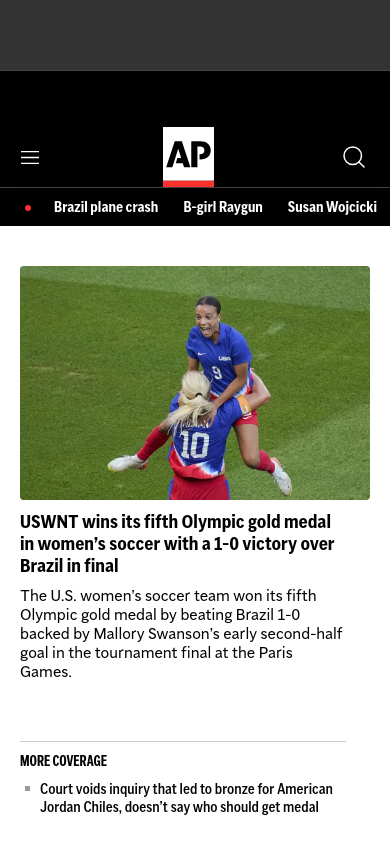 AP
Brazil plane crash B-girl Raygun Susan Wojcicki
9
10
USWNT wins its fifth Olympic gold medal
in women's soccer with a 1-0 victory over
Brazil in final
The U.S. women's soccer team won its fifth
Olympic gold medal by beating Brazil 1-0
backed by Mallory Swanson's early second-half
goal in the tournament final at the Paris
Games.
MORE COVERAGE
Court voids inquiry that led to bronze for American
Jordan Chiles, doesn't say who should get medal